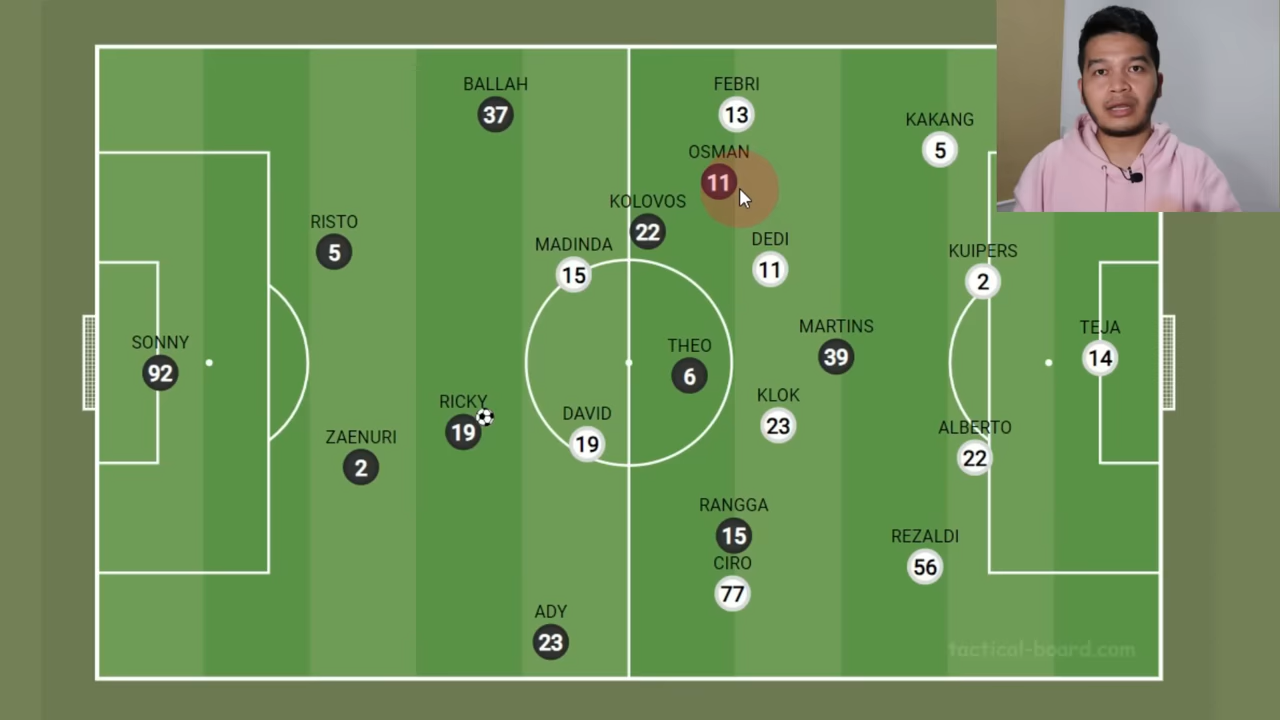 BALLAH
37
FEBRI
13
KAKANG
5
OSMAN
11
KOLOVOS
22
RISTO
5
MADINDA
15
DEDI
11
KUIPERS
2
SONNY
92
THEO
6
MARTINS
39
TEJA
14
RICKY
19
DAVID
19
KLOK
23
ZAENURI
2
ALBERTO
22
RANGGA
15
CIRO
77
REZALDI
56
ADY
23
tactical-board.com